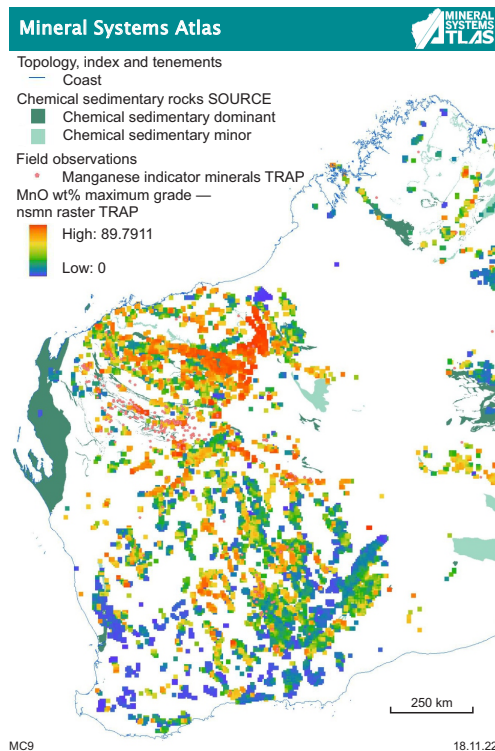 Mineral Systems Atlas
MINERAL
SYSTEMS
ATLAS
Topology, index and tenements
Coast
Chemical sedimentary rocks SOURCE
Chemical sedimentary dominant
Chemical sedimentary minor
Field observations
Manganese indicator minerals TRAP
MnO wt% maximum grade —
nsmn raster TRAP
High: 89.7911
Low: 0
250 km
MC9
18.11.22